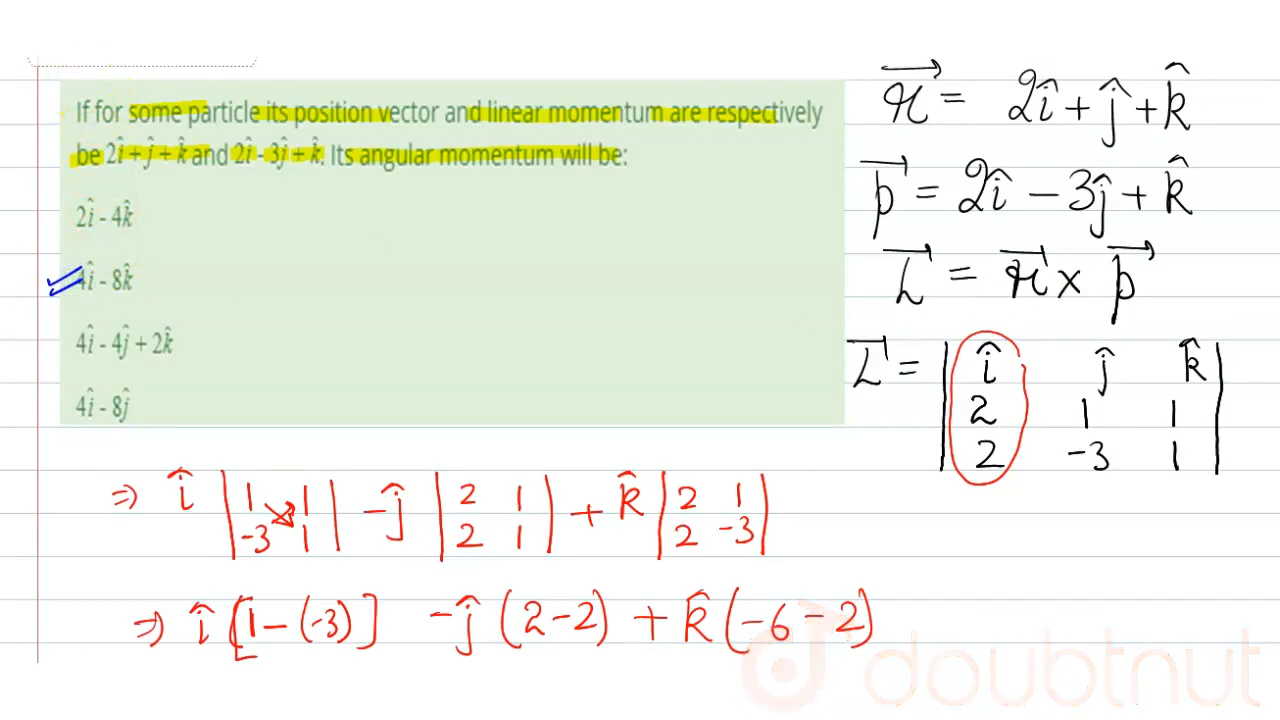 If for some particle its position vector and linear momentum are respectively
be 2î + ĵ + k̂ and 2î - 3ĵ + k̂. Its angular momentum will be:
2î - 4k̂
4î - 8k̂
4î - 4ĵ + 2k̂
4î - 8ĵ
r⃗ = 2î + ĵ + k̂
p⃗ = 2î - 3ĵ + k̂
L⃗ = r⃗ × p⃗
L⃗ = | î ĵ k̂ |
| 2 1 1 |
| 2 -3 1 |
⇒ î | 1 1 | - ĵ | 2 1 | + k̂ | 2 1 |
| -3 1 | | 2 1 | | 2 -3 |
⇒ î [1 - (-3)] - ĵ (2 - 2) + k̂ (-6 - 2)
doubtnut